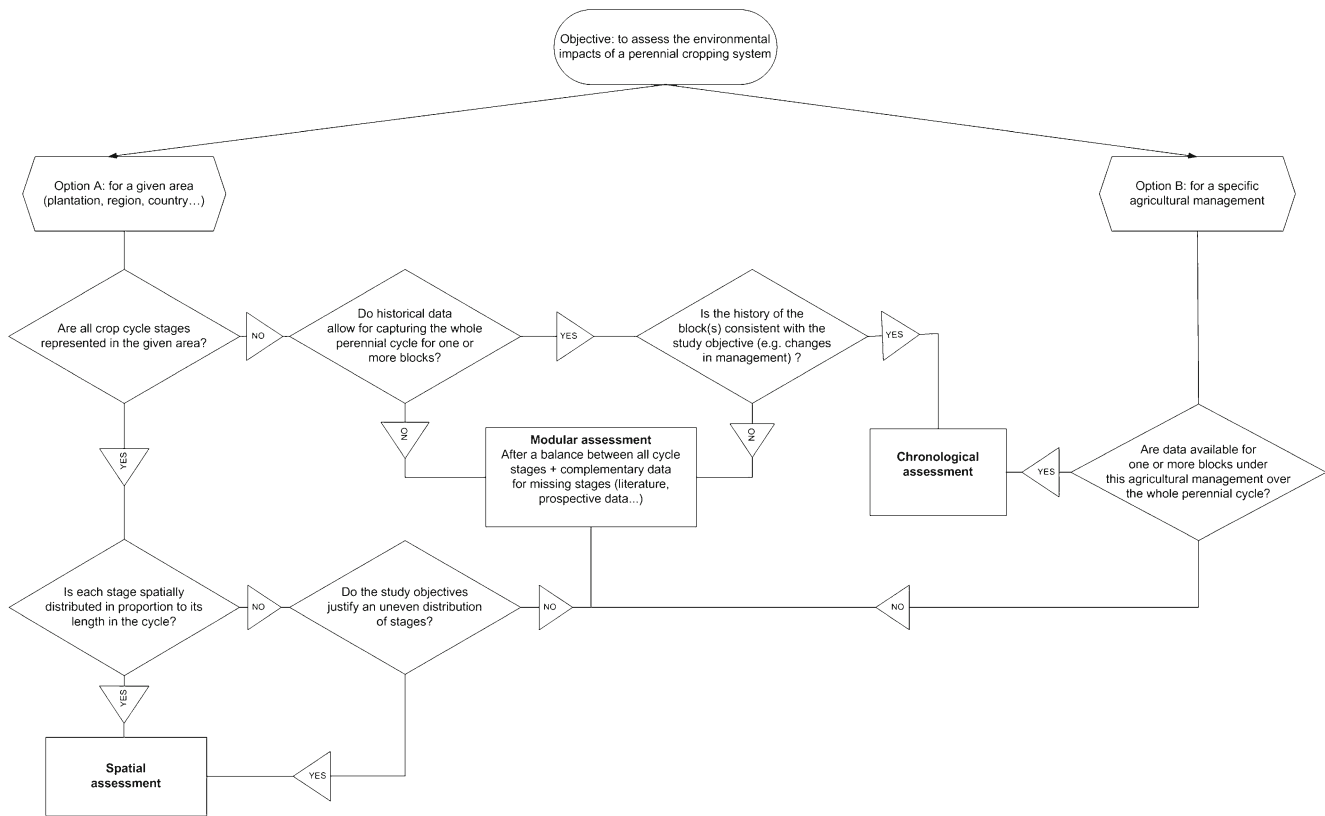 Objective: to assess the environmental
impacts of a perennial cropping system
Option A: for a given area
(plantation, region, country…)
Option B: for a specific
agricultural management
Are all crop cycle stages
represented in the given area?
NO
Do historical data
allow for capturing the whole
perennial cycle for one or
more blocks?
YES
Is the history of the
block(s) consistent with the
study objective (e.g. changes
in management) ?
YES
YES
NO
NO
Modular assessment
After a balance between all cycle
stages + complementary data
for missing stages (literature,
prospective data...)
Chronological
assessment
YES
Are data available for
one or more blocks under
this agricultural management over
the whole perennial cycle?
Is each stage spatially
distributed in proportion to its
length in the cycle?
NO
Do the study objectives
justify an uneven distribution
of stages?
NO
NO
YES
Spatial
assessment
YES